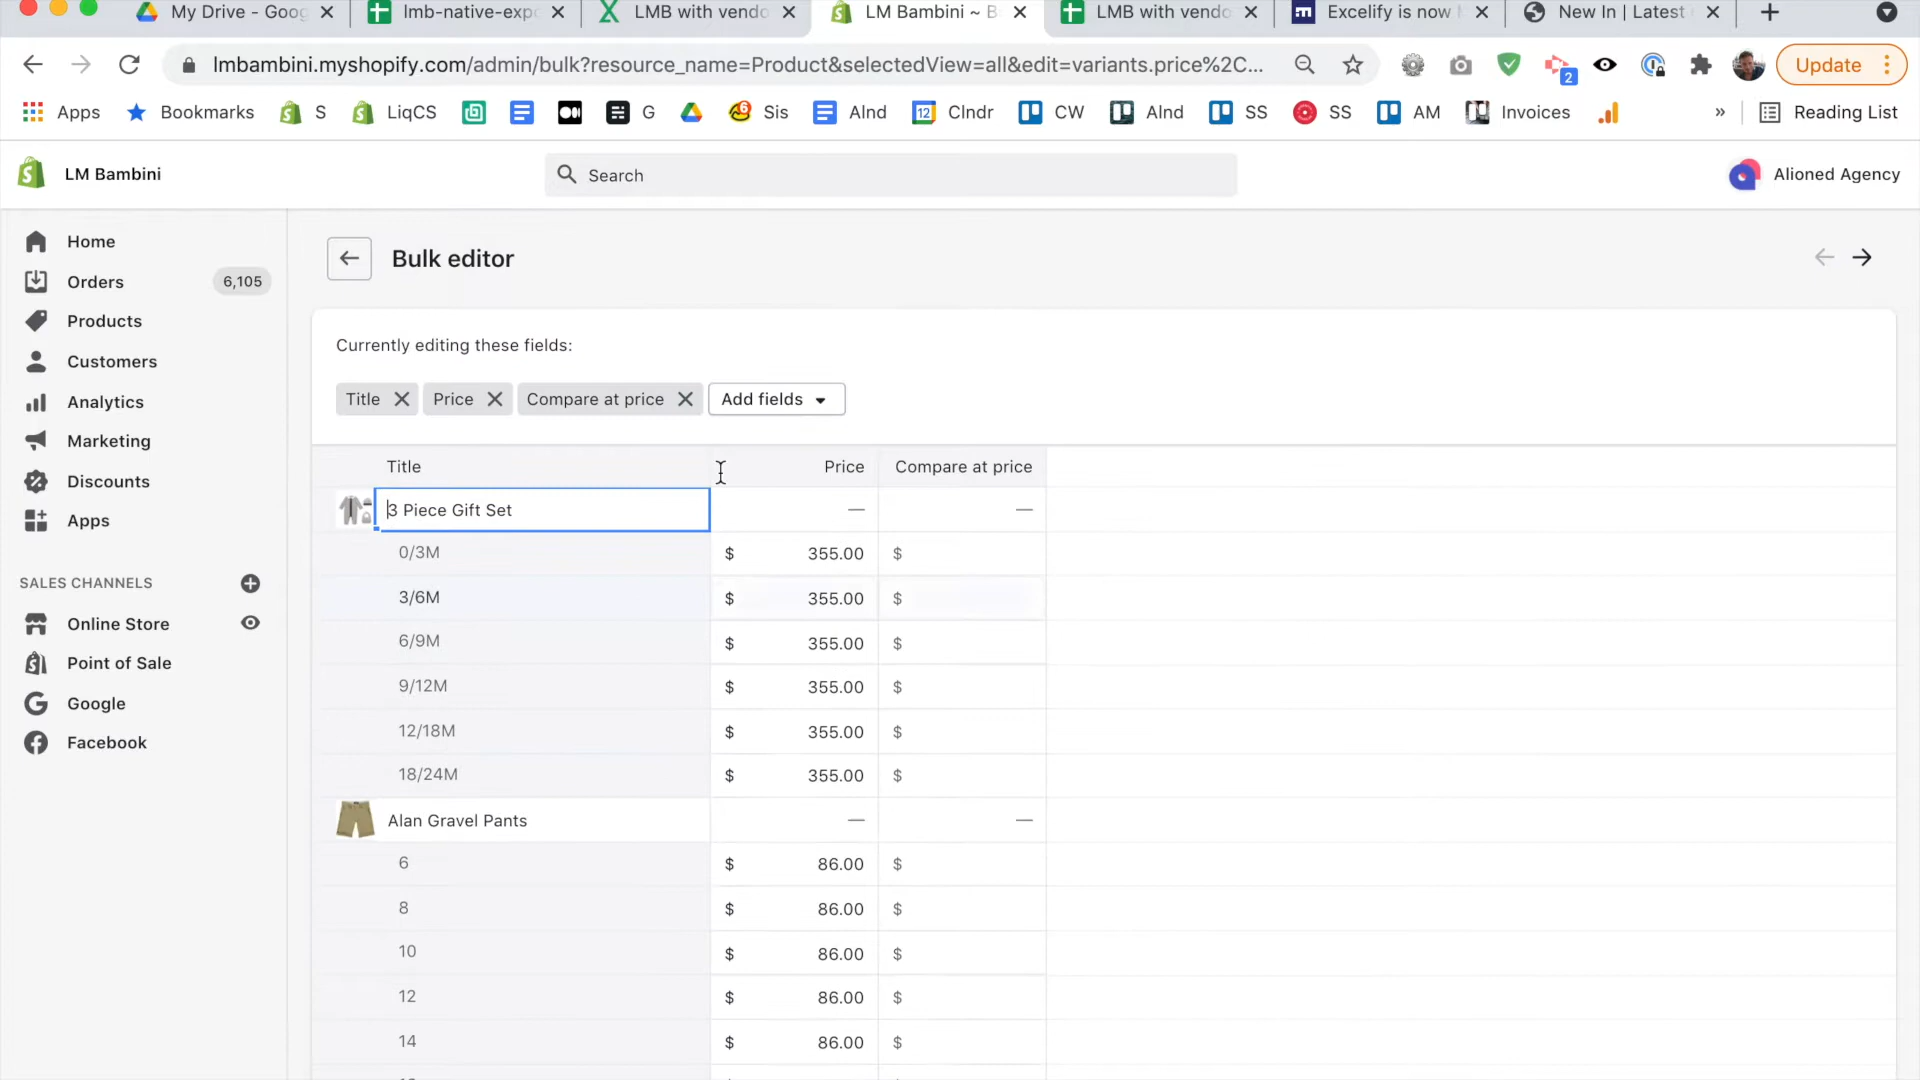 My Drive - Goog
lmb-native-expo
LMB with vendo
LM Bambini ~ B
LMB with vendo
Excelify is now
New In | Latest
lmbambini.myshopify.com/admin/bulk?resource_name=Product&selectedView=all&edit=variants.price%2C...
2
Update
Apps
Bookmarks
S
LiqCS
G
6
Sis
AInd
12
Clndr
CW
AInd
SS
SS
AM
Invoices
»
Reading List
LM Bambini
Search
Alioned Agency
Home
Orders
6,105
Products
Customers
Analytics
Marketing
Discounts
Apps
SALES CHANNELS
Online Store
Point of Sale
Google
Facebook
Bulk editor
Currently editing these fields:
Title
Price
Compare at price
Add fields
Title Price Compare at price
3 Piece Gift Set — —
0/3M $ 355.00 $
3/6M $ 355.00 $
6/9M $ 355.00 $
9/12M $ 355.00 $
12/18M $ 355.00 $
18/24M $ 355.00 $
Alan Gravel Pants — —
6 $ 86.00 $
8 $ 86.00 $
10 $ 86.00 $
12 $ 86.00 $
14 $ 86.00 $